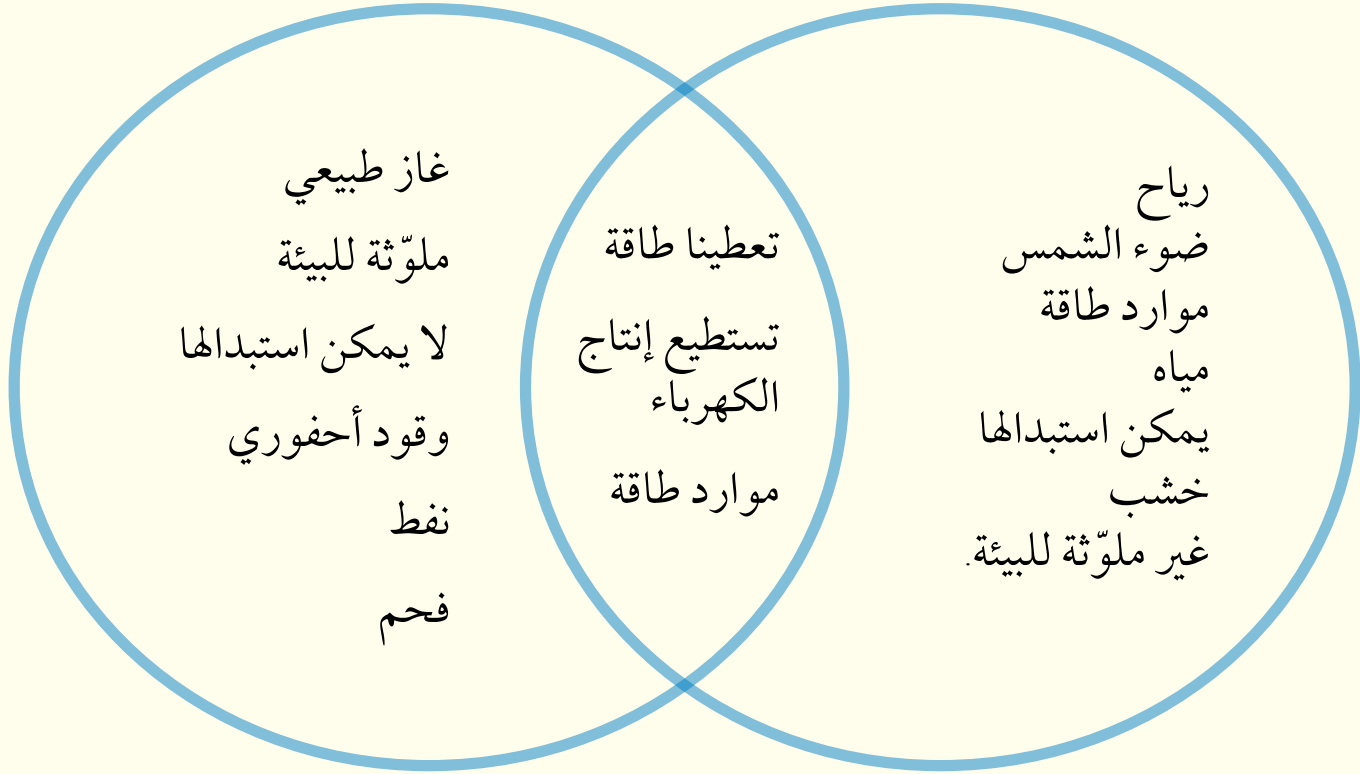 رياح
ضوء الشمس
موارد طاقة
مياه
يمكن استبدالها
خشب
غير ملوّثة للبيئة.
تعطينا طاقة
تستطيع إنتاج
الكهرباء
موارد طاقة
غاز طبيعي
ملوّثة للبيئة
لا يمكن استبدالها
وقود أحفوري
نفط
فحم